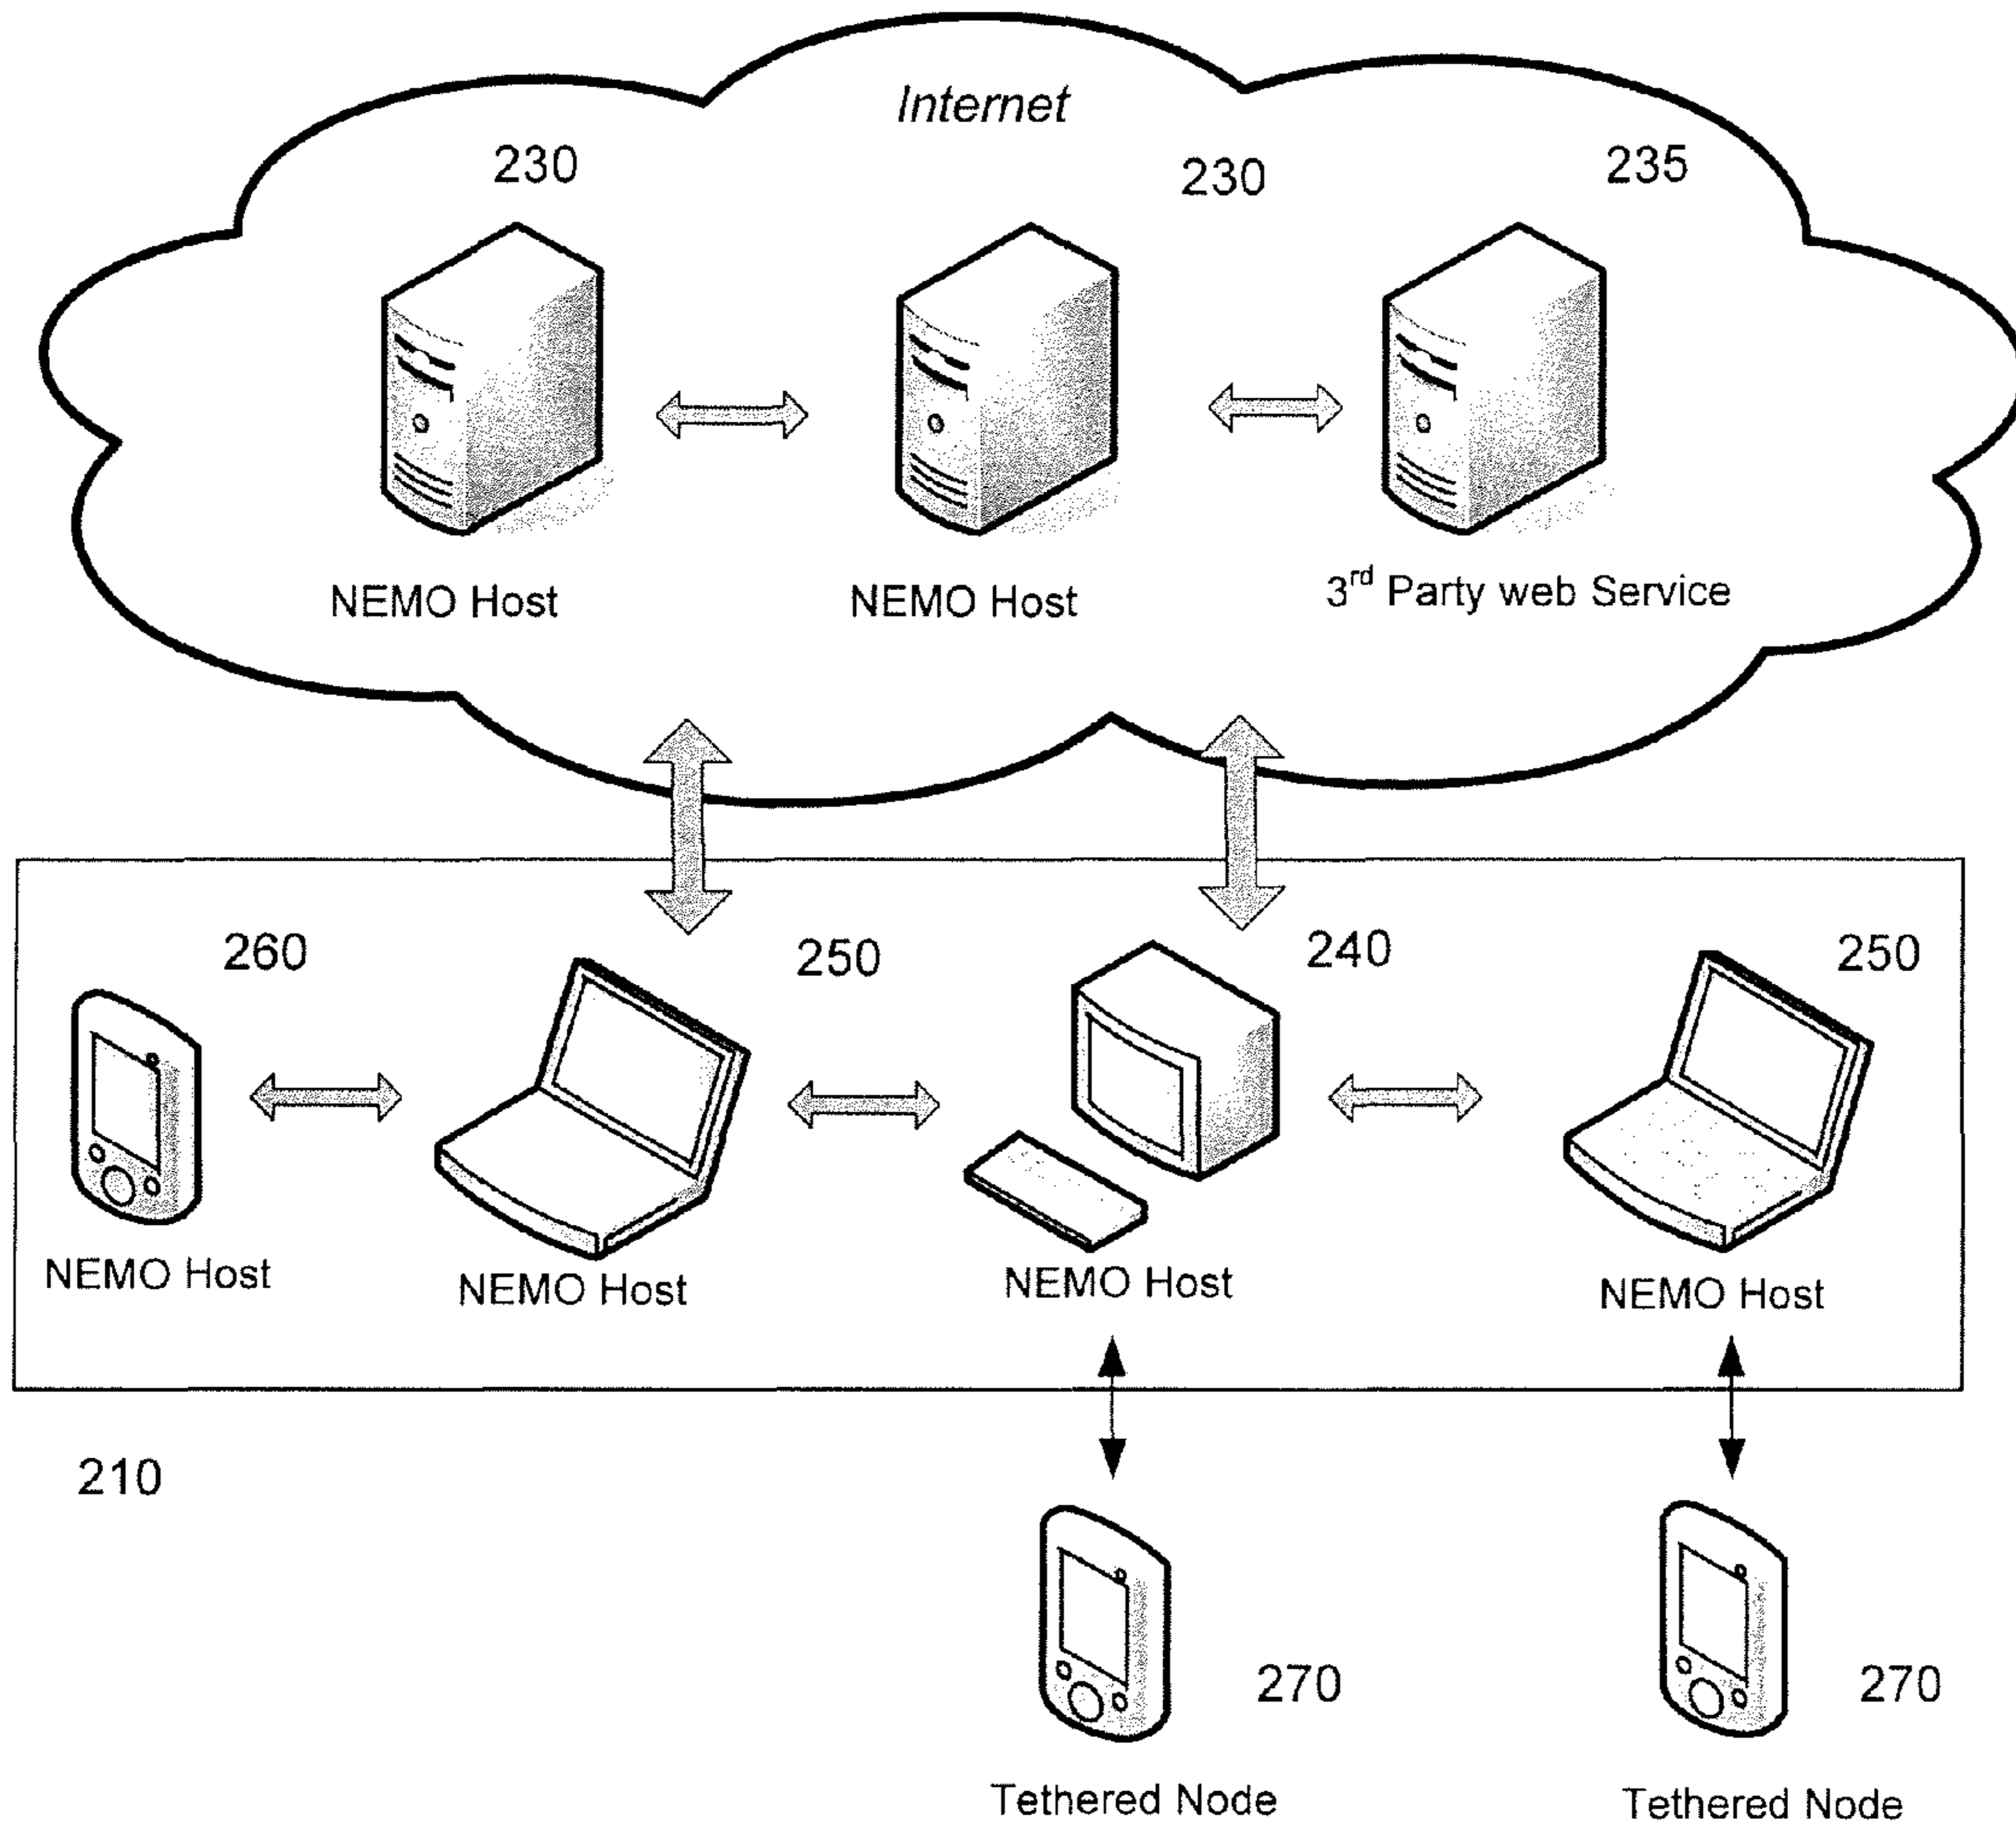 Internet
230
230
235
NEMO Host
NEMO Host
3rd Party web Service
260
250
240
250
NEMO Host
NEMO Host
NEMO Host
NEMO Host
210
270
270
Tethered Node
Tethered Node